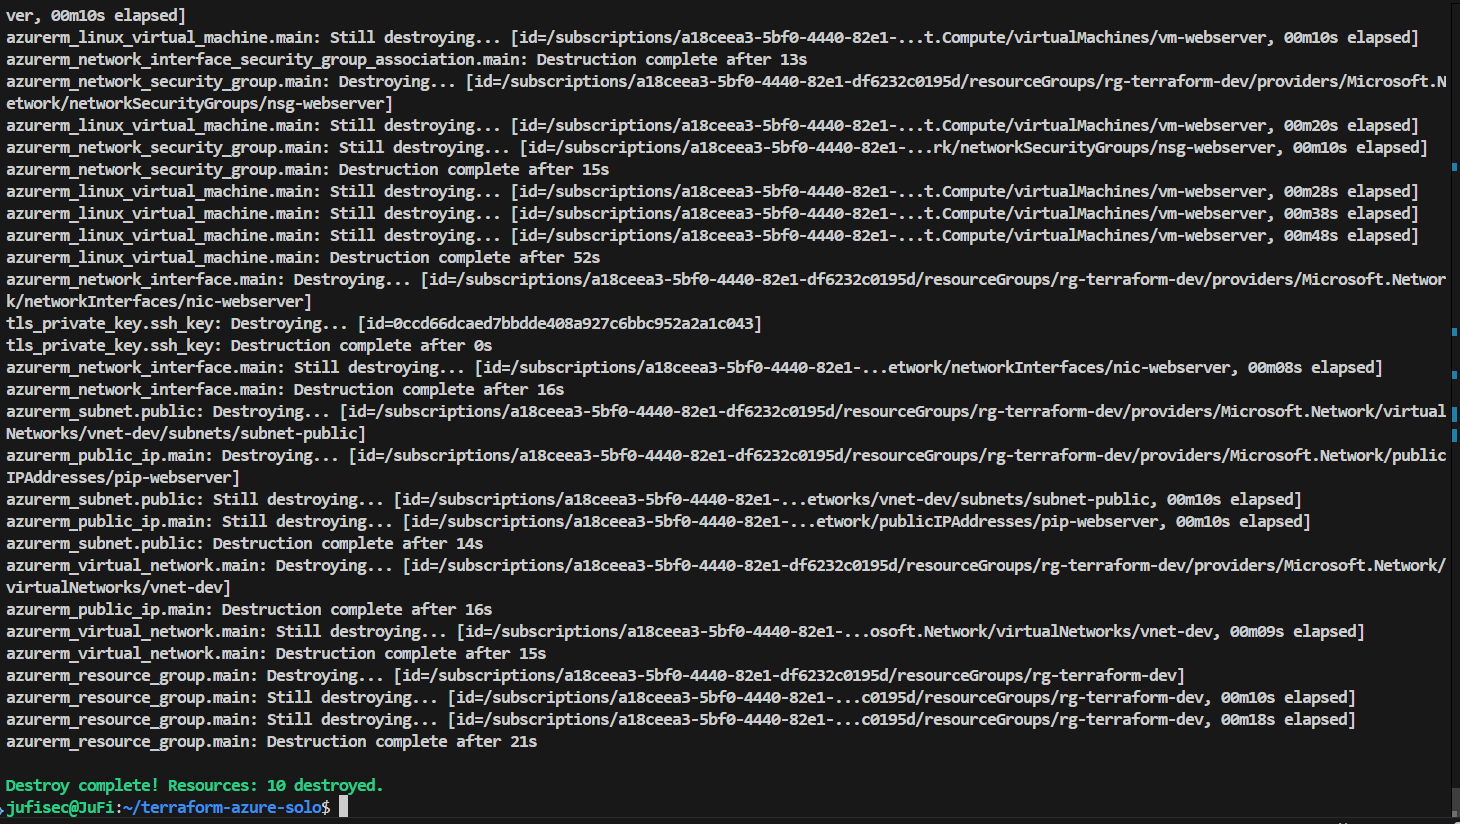 ver, 00m10s elapsed]
azurerm_linux_virtual_machine.main: Still destroying... [id=/subscriptions/a18ceea3-5bf0-4440-82e1-...t.Compute/virtualMachines/vm-webserver, 00m10s elapsed]
azurerm_network_interface_security_group_association.main: Destruction complete after 13s
azurerm_network_security_group.main: Destroying... [id=/subscriptions/a18ceea3-5bf0-4440-82e1-df6232c0195d/resourceGroups/rg-terraform-dev/providers/Microsoft.N
etwork/networkSecurityGroups/nsg-webserver]
azurerm_linux_virtual_machine.main: Still destroying... [id=/subscriptions/a18ceea3-5bf0-4440-82e1-...t.Compute/virtualMachines/vm-webserver, 00m20s elapsed]
azurerm_network_security_group.main: Still destroying... [id=/subscriptions/a18ceea3-5bf0-4440-82e1-...rk/networkSecurityGroups/nsg-webserver, 00m10s elapsed]
azurerm_network_security_group.main: Destruction complete after 15s
azurerm_linux_virtual_machine.main: Still destroying... [id=/subscriptions/a18ceea3-5bf0-4440-82e1-...t.Compute/virtualMachines/vm-webserver, 00m28s elapsed]
azurerm_linux_virtual_machine.main: Still destroying... [id=/subscriptions/a18ceea3-5bf0-4440-82e1-...t.Compute/virtualMachines/vm-webserver, 00m38s elapsed]
azurerm_linux_virtual_machine.main: Still destroying... [id=/subscriptions/a18ceea3-5bf0-4440-82e1-...t.Compute/virtualMachines/vm-webserver, 00m48s elapsed]
azurerm_linux_virtual_machine.main: Destruction complete after 52s
azurerm_network_interface.main: Destroying... [id=/subscriptions/a18ceea3-5bf0-4440-82e1-df6232c0195d/resourceGroups/rg-terraform-dev/providers/Microsoft.Networ
k/networkInterfaces/nic-webserver]
tls_private_key.ssh_key: Destroying... [id=0ccd66dcaed7bbdde408a927c6bbc952a2a1c043]
tls_private_key.ssh_key: Destruction complete after 0s
azurerm_network_interface.main: Still destroying... [id=/subscriptions/a18ceea3-5bf0-4440-82e1-...etwork/networkInterfaces/nic-webserver, 00m08s elapsed]
azurerm_network_interface.main: Destruction complete after 16s
azurerm_subnet.public: Destroying... [id=/subscriptions/a18ceea3-5bf0-4440-82e1-df6232c0195d/resourceGroups/rg-terraform-dev/providers/Microsoft.Network/virtual
Networks/vnet-dev/subnets/subnet-public]
azurerm_public_ip.main: Destroying... [id=/subscriptions/a18ceea3-5bf0-4440-82e1-df6232c0195d/resourceGroups/rg-terraform-dev/providers/Microsoft.Network/public
IPAddresses/pip-webserver]
azurerm_subnet.public: Still destroying... [id=/subscriptions/a18ceea3-5bf0-4440-82e1-...etworks/vnet-dev/subnets/subnet-public, 00m10s elapsed]
azurerm_public_ip.main: Still destroying... [id=/subscriptions/a18ceea3-5bf0-4440-82e1-...etwork/publicIPAddresses/pip-webserver, 00m10s elapsed]
azurerm_subnet.public: Destruction complete after 14s
azurerm_virtual_network.main: Destroying... [id=/subscriptions/a18ceea3-5bf0-4440-82e1-df6232c0195d/resourceGroups/rg-terraform-dev/providers/Microsoft.Network/
virtualNetworks/vnet-dev]
azurerm_public_ip.main: Destruction complete after 16s
azurerm_virtual_network.main: Still destroying... [id=/subscriptions/a18ceea3-5bf0-4440-82e1-...osoft.Network/virtualNetworks/vnet-dev, 00m09s elapsed]
azurerm_virtual_network.main: Destruction complete after 15s
azurerm_resource_group.main: Destroying... [id=/subscriptions/a18ceea3-5bf0-4440-82e1-df6232c0195d/resourceGroups/rg-terraform-dev]
azurerm_resource_group.main: Still destroying... [id=/subscriptions/a18ceea3-5bf0-4440-82e1-...c0195d/resourceGroups/rg-terraform-dev, 00m10s elapsed]
azurerm_resource_group.main: Still destroying... [id=/subscriptions/a18ceea3-5bf0-4440-82e1-...c0195d/resourceGroups/rg-terraform-dev, 00m18s elapsed]
azurerm_resource_group.main: Destruction complete after 21s

Destroy complete! Resources: 10 destroyed.
jufisec@JuFi:~/terraform-azure-solo$